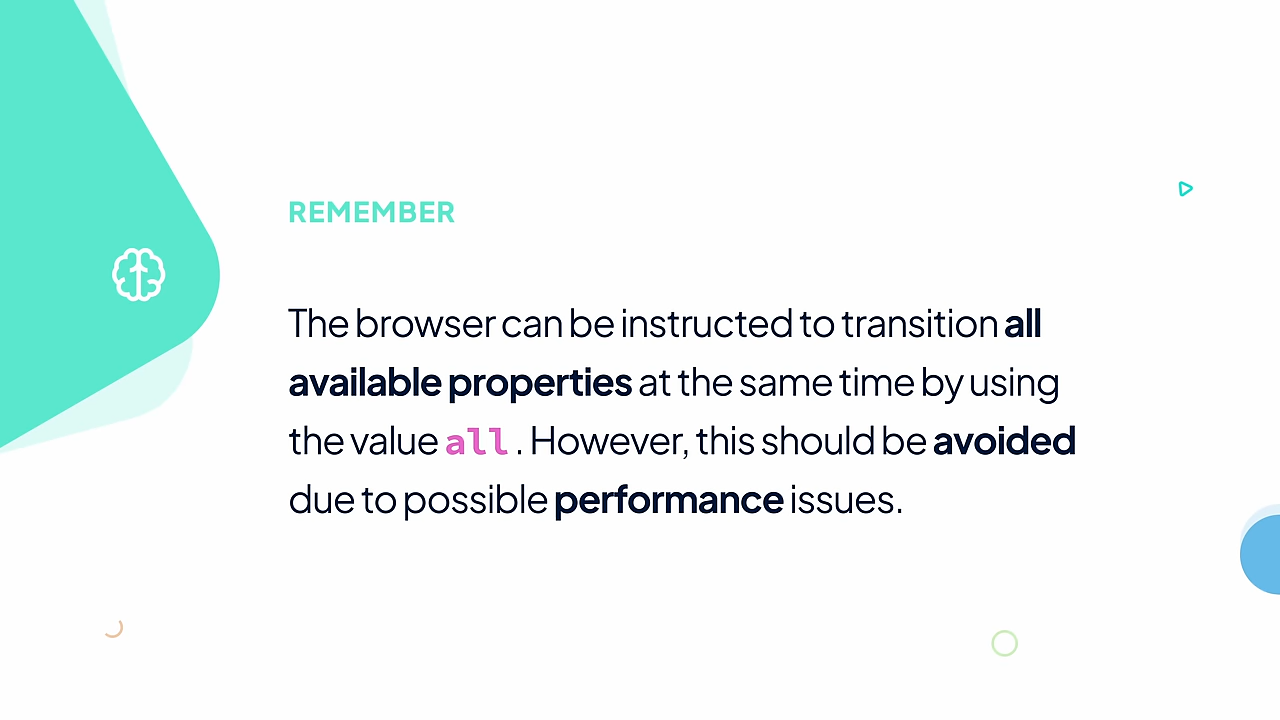 REMEMBER
The browser can be instructed to transition all
available properties at the same time by using
the value all . However, this should be avoided
due to possible performance issues.